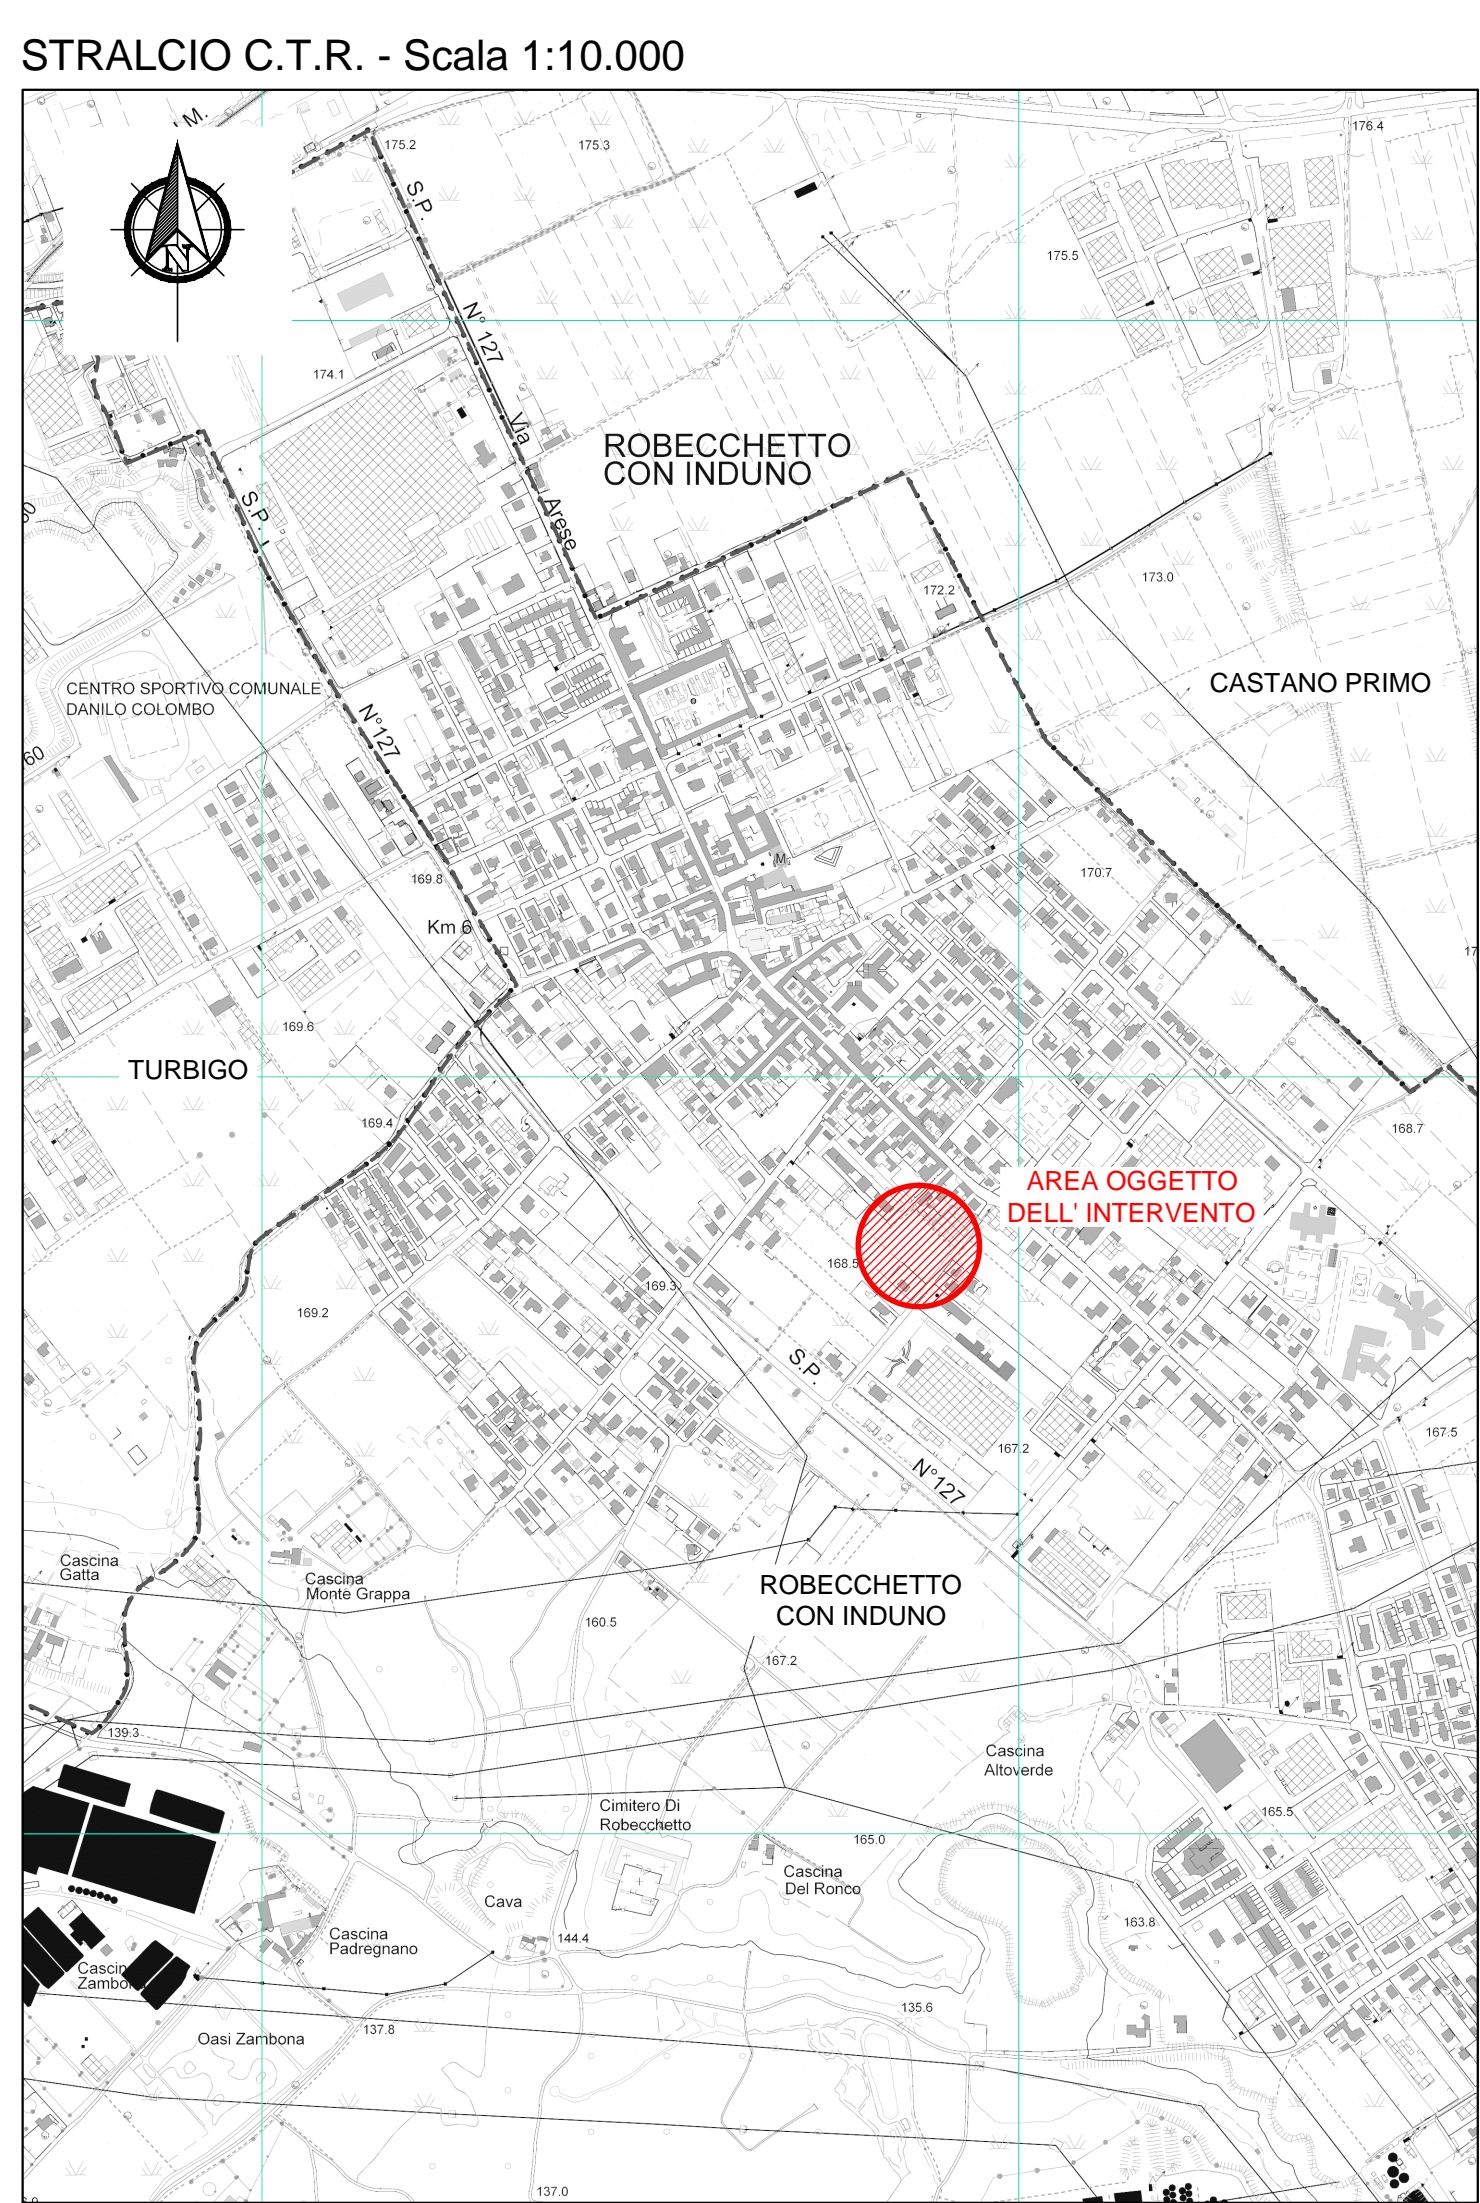 STRALCIO C.T.R. - Scala 1:10.000
M.
175.2
175.3
176.4
S.P.
175.5
N
N° 127
174.1
Via
ROBECCHETTO
CON INDUNO
Arese
S.P.
173.0
172.2
CENTRO SPORTIVO COMUNALE
DANILO COLOMBO
CASTANO PRIMO
N°127
60
M.
170.7
169.8
Km 6
169.6
TURBIGO
169.4
168.7
AREA OGGETTO
DELL' INTERVENTO
168.5
169.3
169.2
S.P.
167.5
167.2
N°127
Cascina
Gatta
Cascina
Monte Grappa
ROBECCHETTO
CON INDUNO
160.5
167.2
139.3
Cascina
Altoverde
Cimitero Di
Robecchetto
165.5
165.0
Cascina
Del Ronco
Cava
163.8
Cascina
Padregnano
144.4
Cascin
Zambon
135.6
137.8
Oasi Zambona
137.0